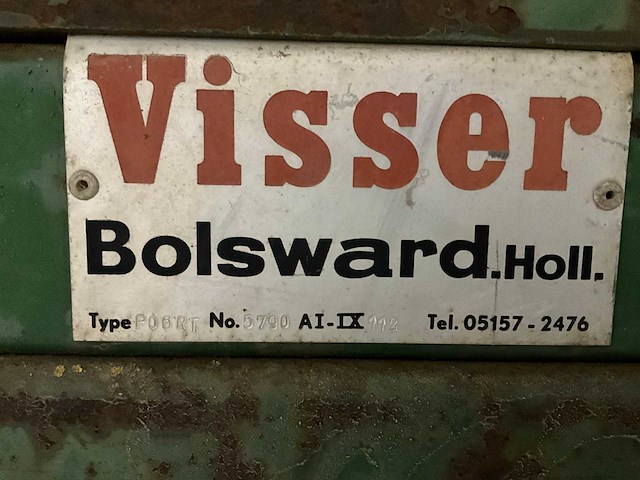 Visser
Bolsward.Holl.
Type No. 5790 AI-IX Tel. 05157-2476